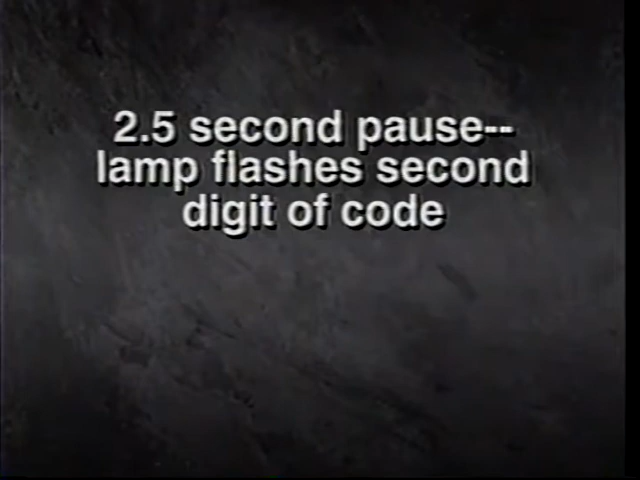 2.5 second pause--
lamp flashes second
digit of code